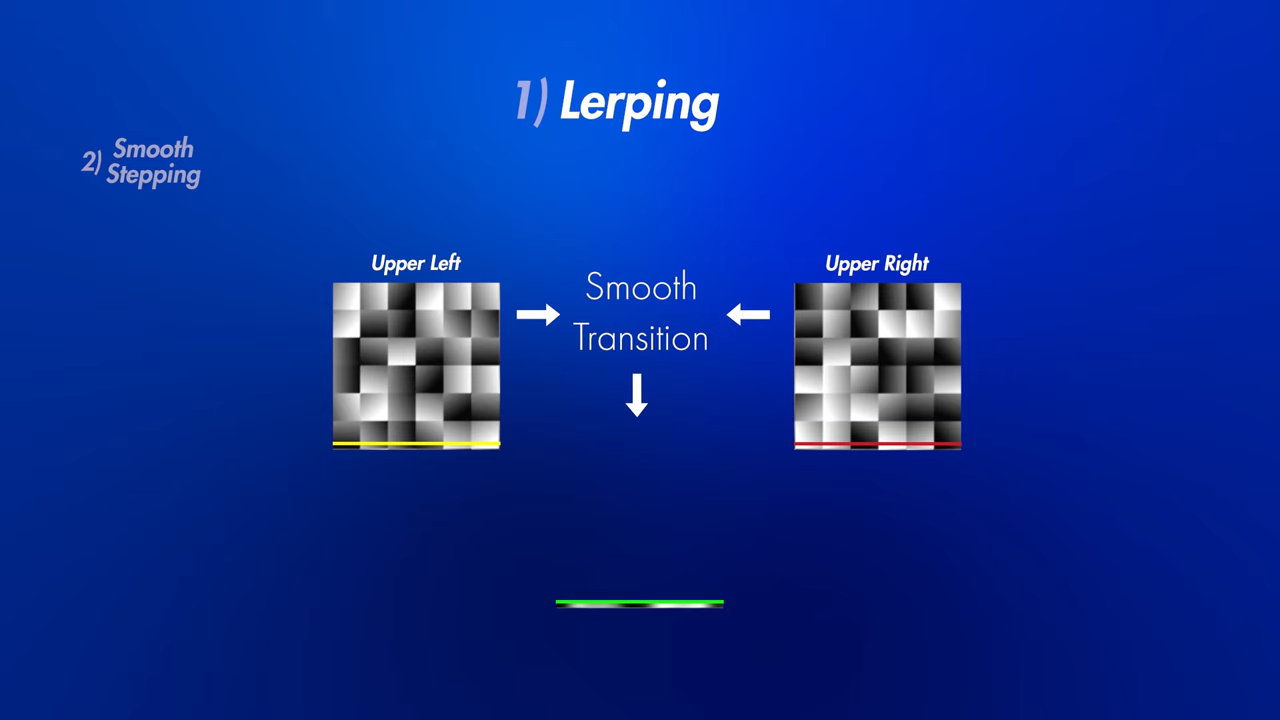 1) Lerping
2) Smooth
Stepping
Upper Left
Smooth
Transition
Upper Right